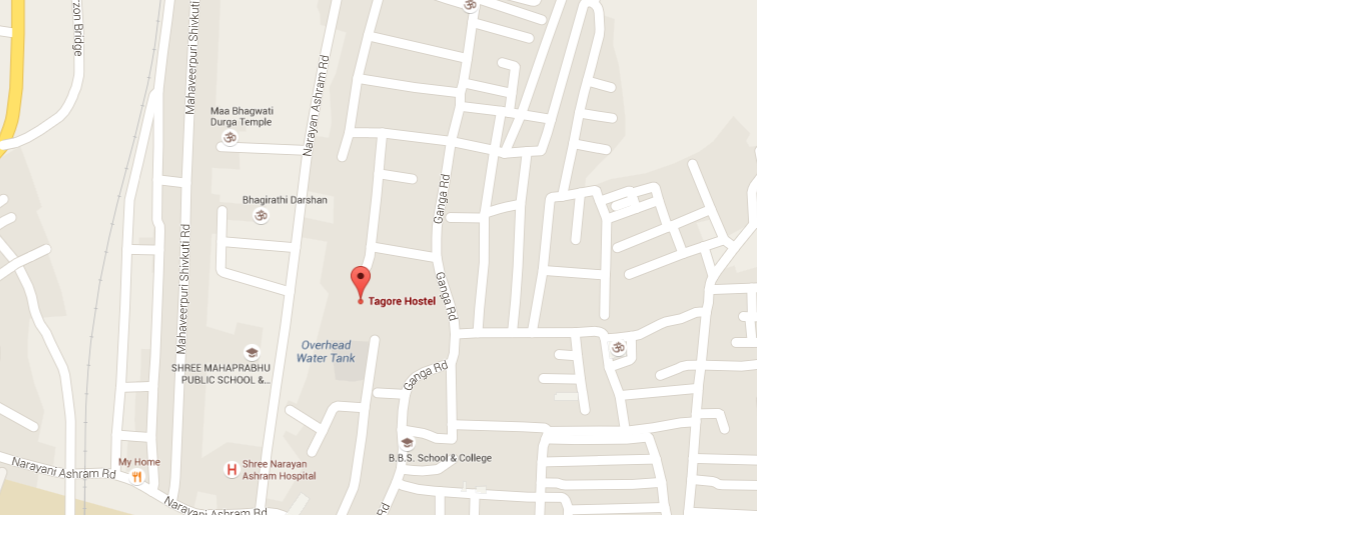 rzon Bridge
Mahaveerpuri Shivkuti
Narayan Ashram Rd
Maa Bhagwati
Durga Temple
Ganga Rd
Bhagirathi Darshan
Mahaveerpuri Shivkuti Rd
Ganga Rd
Tagore Hostel
Overhead
Water Tank
SHREE MAHAPRABHU
PUBLIC SCHOOL &...
Ganga Rd
B.B.S. School & College
My Home
Narayani Ashram Rd
H
Shree Narayan
Ashram Hospital
Narayani Ashram Rd
Rd